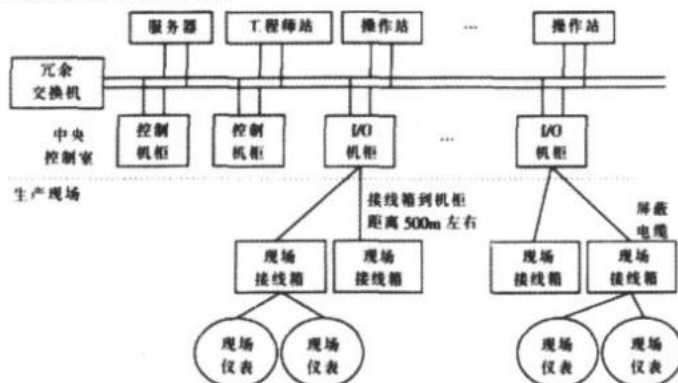 服务器
工程师站
操作站
...
操作站
冗余
交换机
中央
控制室
控制
机柜
控制
机柜
I/O
机柜
...
I/O
机柜
生产现场
接线箱到机柜
距离 500m 左右
屏蔽
电缆
现场
接线箱
现场
接线箱
现场
接线箱
现场
接线箱
现场
仪表
现场
仪表
现场
仪表
现场
仪表